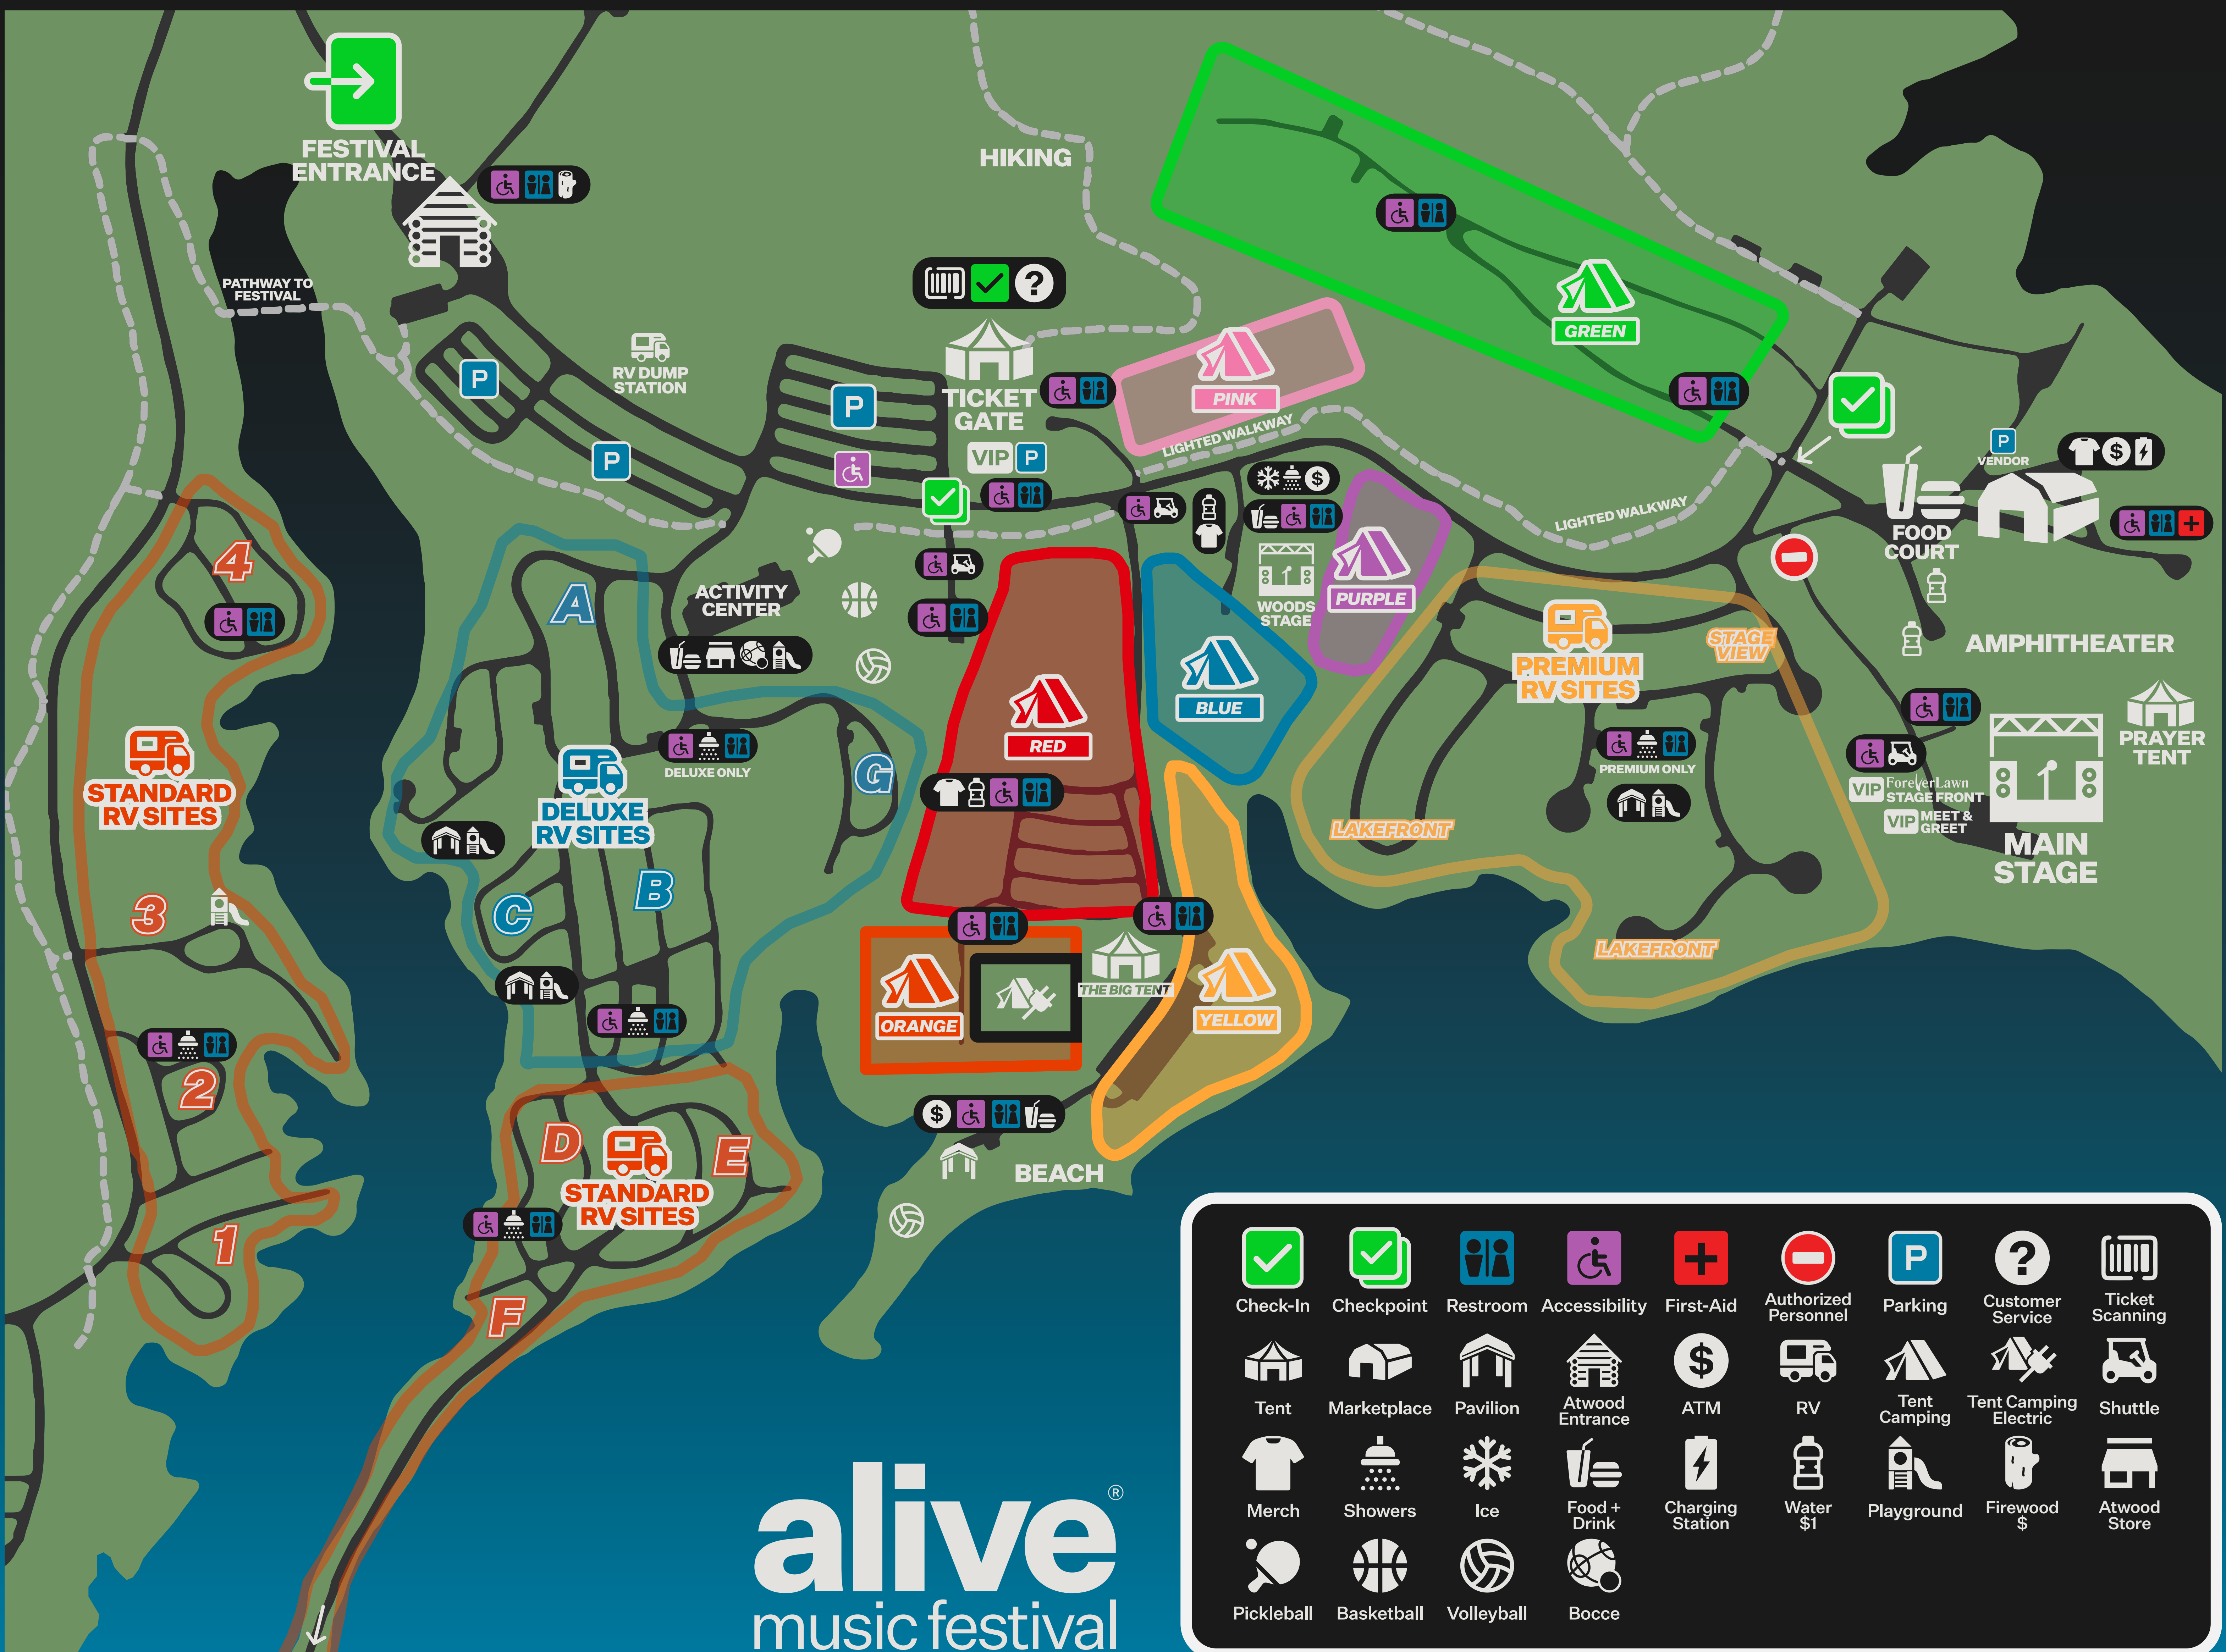 FESTIVAL
ENTRANCE
HIKING
PATHWAY TO
FESTIVAL
P
P
RV DUMP
STATION
P
?
TICKET
GATE
VIP P
PINK
LIGHTED WALKWAY
GREEN
P
VENDOR
$
FOOD
COURT
LIGHTED WALKWAY
$
WOODS
STAGE
PURPLE
4
A
ACTIVITY
CENTER
RED
BLUE
PREMIUM
RV SITES
STAGE
VIEW
AMPHITHEATER
PRAYER
TENT
STANDARD
RV SITES
DELUXE
RV SITES
DELUXE ONLY
G
LAKEFRONT
PREMIUM ONLY
VIP ForeverLawn
STAGE FRONT
VIP MEET &
GREET
MAIN
STAGE
3
C
B
LAKEFRONT
ORANGE
THE BIG TENT
YELLOW
2
$
BEACH
D
E
STANDARD
RV SITES
1
F
alive®
music festival
P
?
Check-In
Checkpoint
Restroom
Accessibility
First-Aid
Authorized
Personnel
Parking
Customer
Service
Ticket
Scanning
$
Tent
Marketplace
Pavilion
Atwood
Entrance
ATM
RV
Tent
Camping
Tent Camping
Electric
Shuttle
Merch
Showers
Ice
Food +
Drink
Charging
Station
Water
$1
Playground
Firewood
$
Atwood
Store
Pickleball
Basketball
Volleyball
Bocce